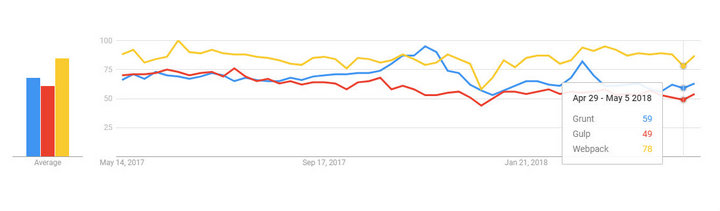 100
75
50
25
Average
May 14, 2017
Sep 17, 2017
Jan 21, 2018
Apr 29 - May 5 2018
Grunt 59
Gulp 49
Webpack 78